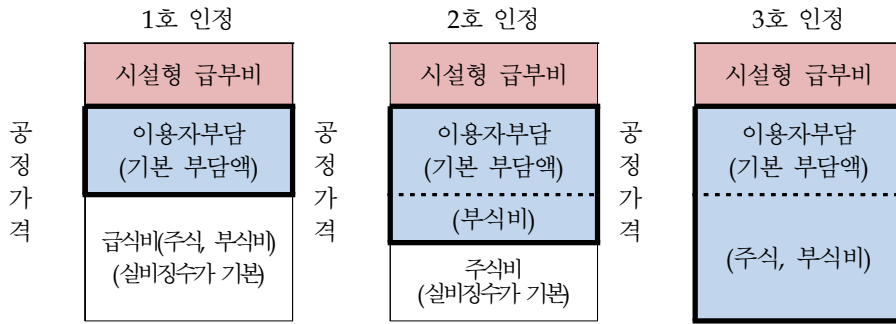 1호 인정
2호 인정
3호 인정
공정가격
시설형 급부비
이용자부담
(기본 부담액)
급식비(주식, 부식비)
(실비징수가 기본)
공정가격
시설형 급부비
이용자부담
(기본 부담액)
(부식비)
주식비
(실비징수가 기본)
공정가격
시설형 급부비
이용자부담
(기본 부담액)
(주식, 부식비)